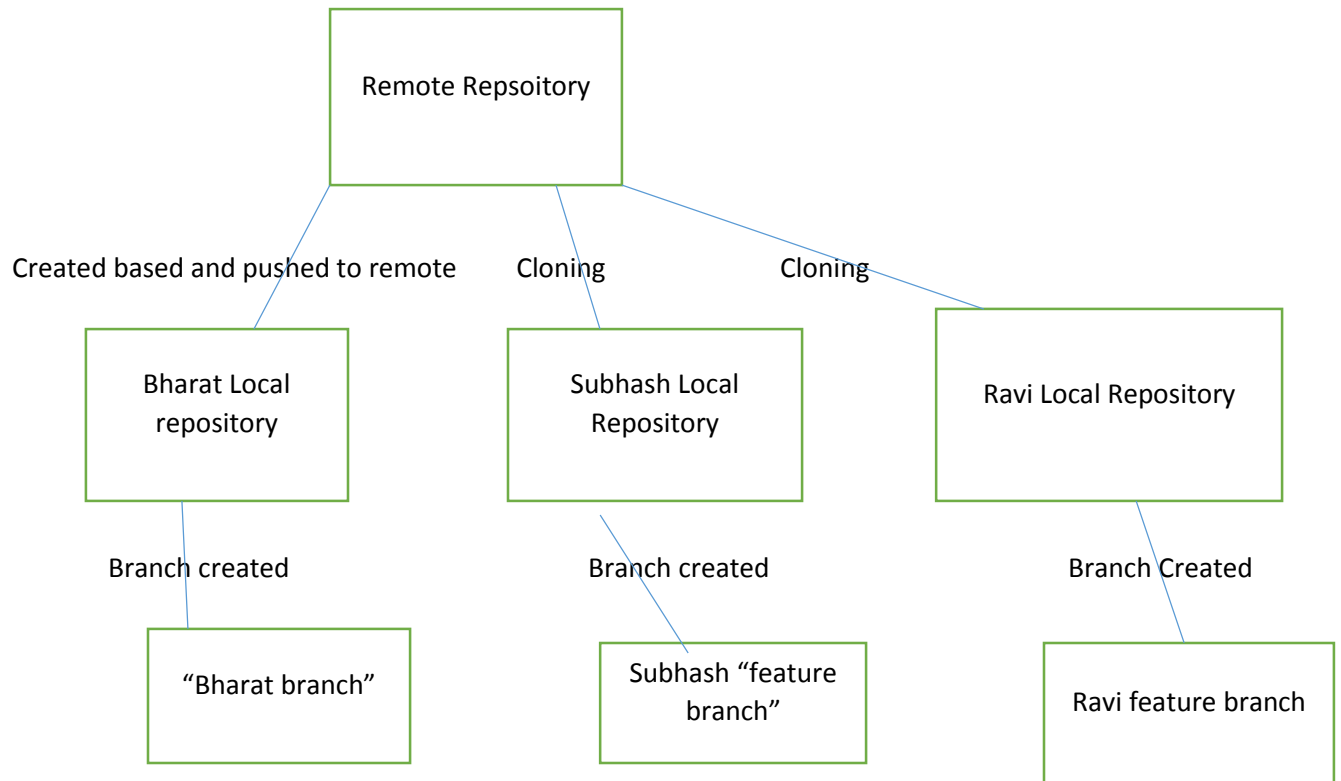 Remote Repsoitory
Created based and pushed to remote
Cloning
Cloning
Bharat Local
repository
Subhash Local
Repository
Ravi Local Repository
Branch created
Branch created
Branch Created
“Bharat branch”
Subhash “feature
branch”
Ravi feature branch